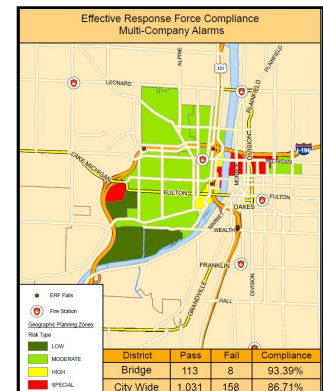 Effective Response Force Compliance
Multi-Company Alarms
ALPINE
PLAINFIELD
131
LEONARD
PLAINFIELD
DIVISION
I-196
LAKE MICHIGAN
MICHIGAN
MONROE
FULTON
FULTON
MARKET
OAKES
WEALTHY
FRANKLIN
GRANDVILLE
HALL
DIVISION
ERF Fails
Fire Station
Geographic Planning Zones
Risk Type
LOW
MODERATE
HIGH
SPECIAL
District Pass Fail Compliance
Bridge 113 8 93.39%
City Wide 1,031 158 86.71%